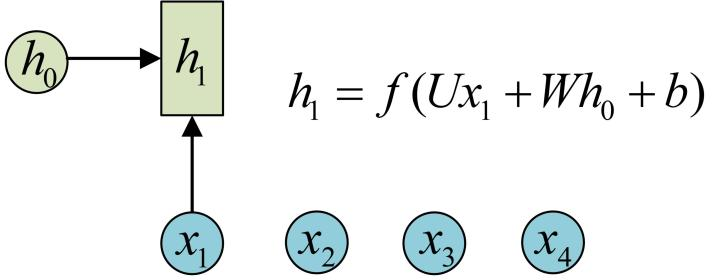 h₀
h₁
h₁ = f(Ux₁ + Wh₀ + b)
x₁ x₂ x₃ x₄